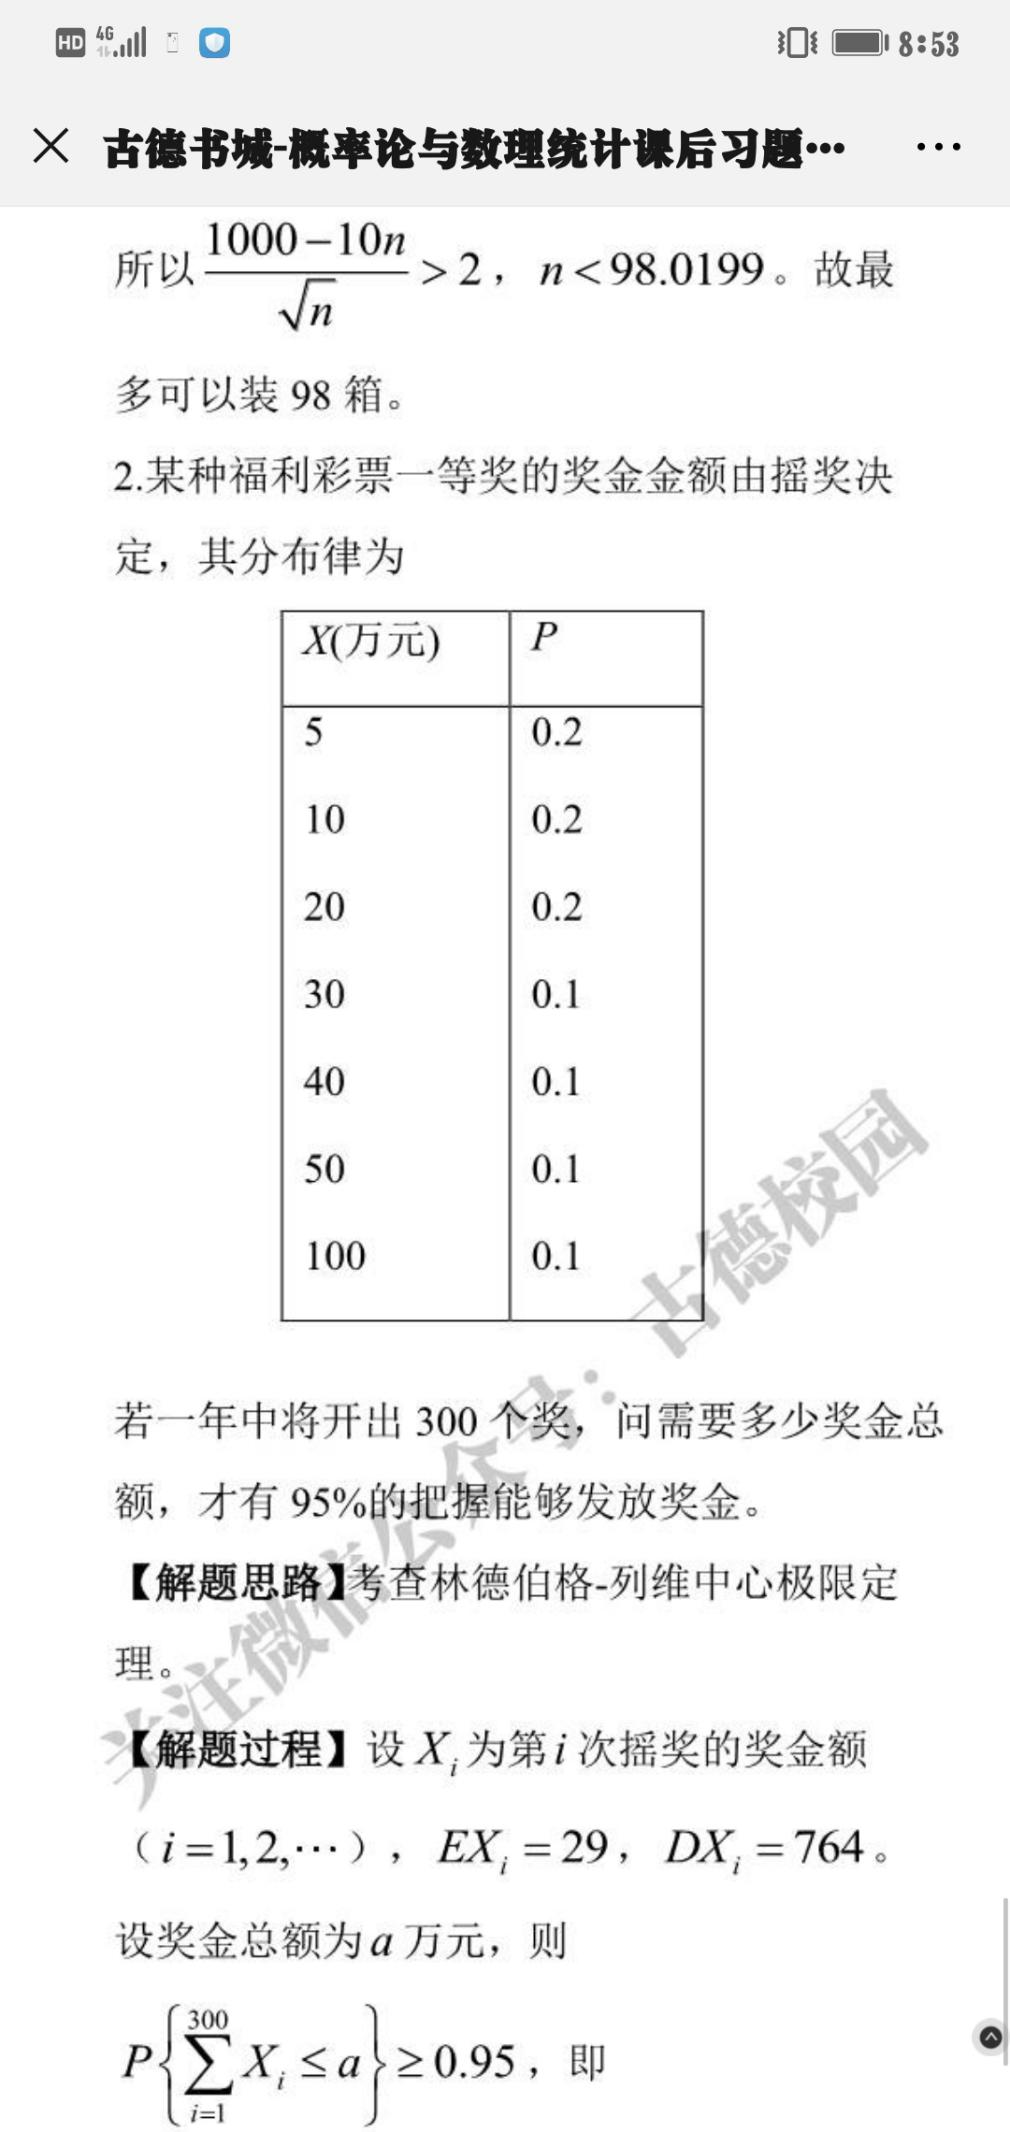 HD 4G 8:53
古德书城-概率论与数理统计课后习题… …
所以 (1000−10n)/√n > 2， n < 98.0199。故最
多可以装 98 箱。
2.某种福利彩票一等奖的奖金金额由摇奖决
定，其分布律为
X(万元) P
5 0.2
10 0.2
20 0.2
30 0.1
40 0.1
50 0.1
100 0.1
若一年中将开出 300 个奖，问需要多少奖金总
额，才有 95%的把握能够发放奖金。
【解题思路】考查林德伯格-列维中心极限定
理。
【解题过程】设 X_i 为第 i 次摇奖的奖金额
（i=1,2,⋯），EX_i = 29，DX_i = 764。
设奖金总额为 a 万元，则
P{∑_{i=1}^{300} X_i ≤ a} ≥ 0.95，即
关注微信公众号：古德校园